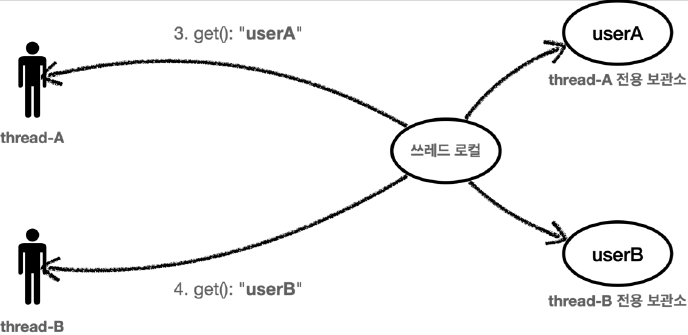 3. get(): "userA"
userA
thread-A 전용 보관소
thread-A
쓰레드 로컬
userB
4. get(): "userB"
thread-B 전용 보관소
thread-B